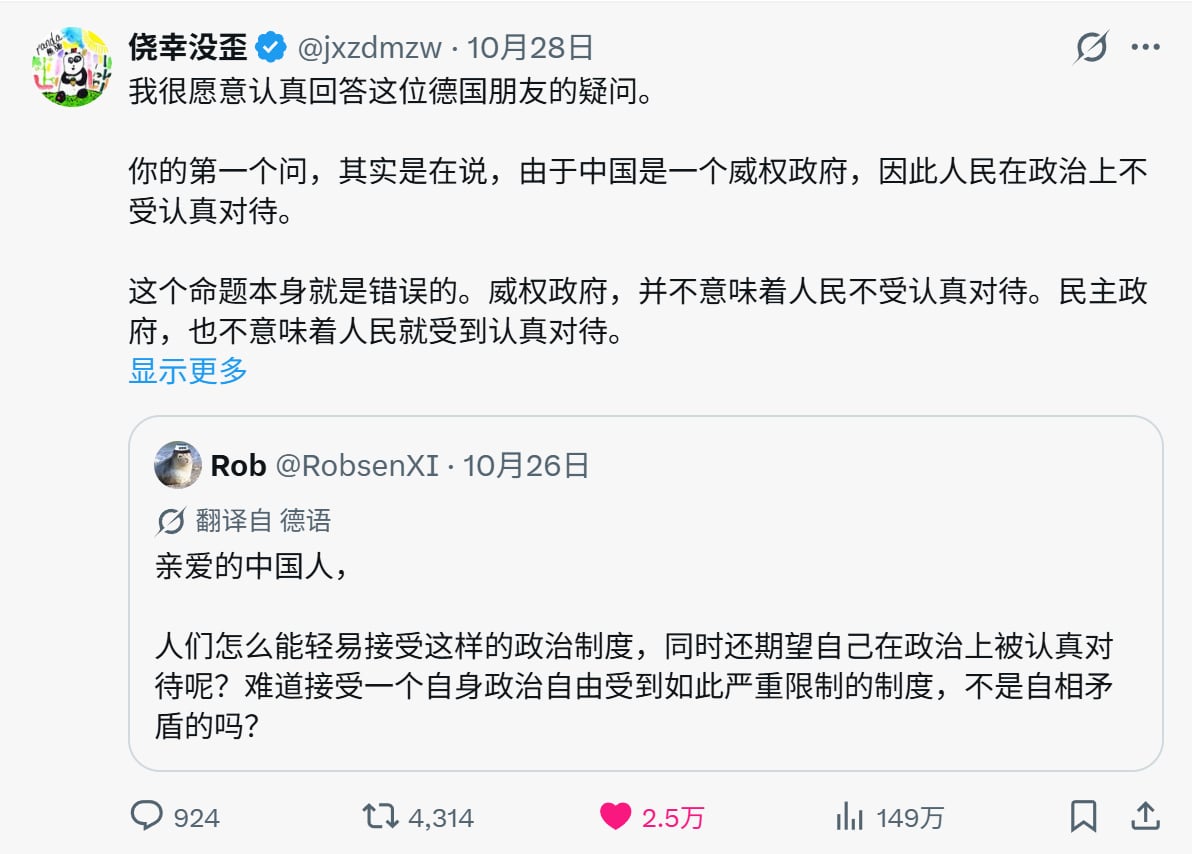 侥幸没歪 @jxzdmzw · 10月28日
我很愿意认真回答这位德国朋友的疑问。
你的第一个问，其实是在说，由于中国是一个威权政府，因此人民在政治上不
受认真对待。
这个命题本身就是错误的。威权政府，并不意味着人民不受认真对待。民主政
府，也不意味着人民就受到认真对待。
显示更多
Rob @RobsenXI · 10月26日
翻译自 德语
亲爱的中国人，
人们怎么能轻易接受这样的政治制度，同时还期望自己在政治上被认真对
待呢？难道接受一个自身政治自由受到如此严重限制的制度，不是自相矛
盾的吗？
924 4,314 2.5万 149万